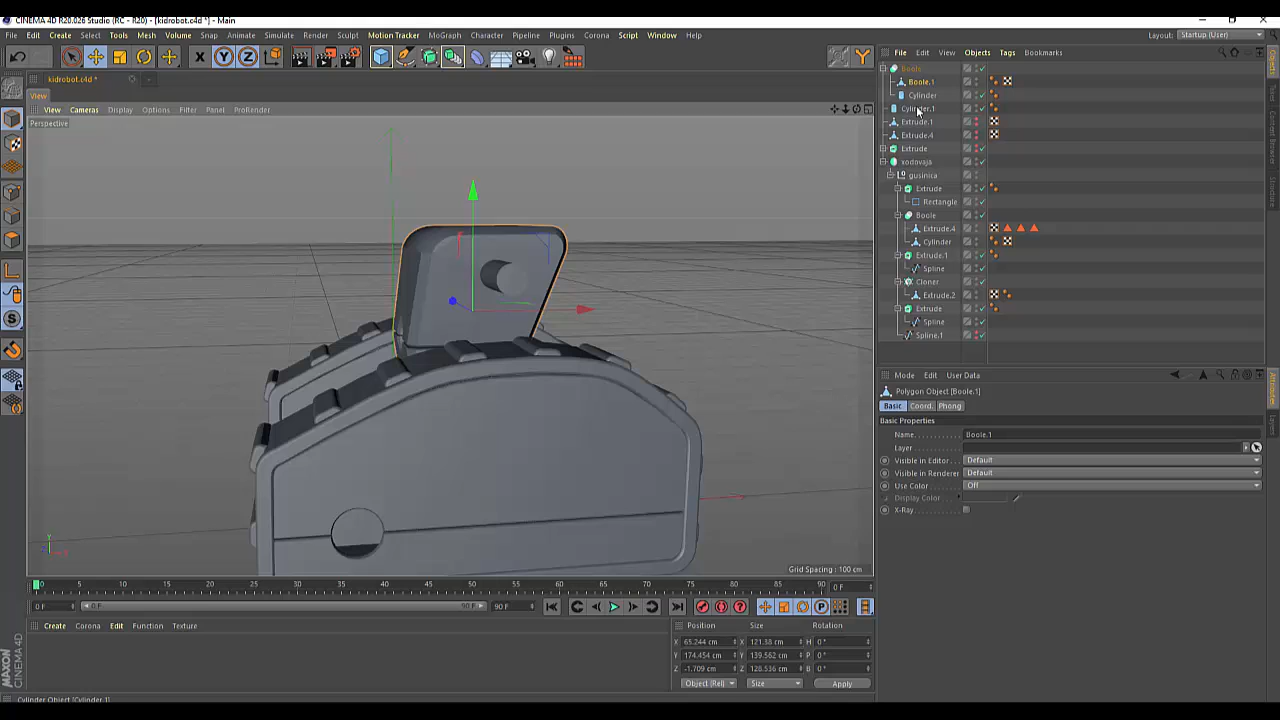 CINEMA 4D R20.026 Studio (RC - R20) - [kidrobot.c4d *] - Main
File Edit Create Select Tools Mesh Volume Snap Animate Simulate Render Sculpt Motion Tracker MoGraph Character Pipeline Plugins Corona Script Window Help
Layout: Startup (User)
kidrobot.c4d *
View
View Cameras Display Options Filter Panel ProRender
Perspective
Grid Spacing : 100 cm
File Edit View Objects Tags Bookmarks
Boole
Boole.1
Cylinder
Cylinder.1
Extrude.1
Extrude.4
Extrude
xodovaja
gusinica
Extrude
Rectangle
Boole
Extrude.4
Cylinder
Extrude.1
Spline
Cloner
Extrude.2
Extrude
Spline
Spline.1
Mode Edit User Data
Polygon Object [Boole.1]
Basic Coord. Phong
Basic Properties
Name Boole.1
Layer
Visible in Editor Default
Visible in Renderer Default
Use Color Off
Display Color
X-Ray
0 5 10 15 20 25 30 35 40 45 50 55 60 65 70 75 80 85 90 0 F
0 F 0 F 90 F 90 F
Create Corona Edit Function Texture
Position Size Rotation
X 65.244 cm X 121.38 cm H 0 °
Y 174.454 cm Y 139.562 cm P 0 °
Z -1.709 cm Z 128.536 cm B 0 °
Object (Rel) Size Apply
MAXON CINEMA 4D
Cylinder Object [Cylinder.1]